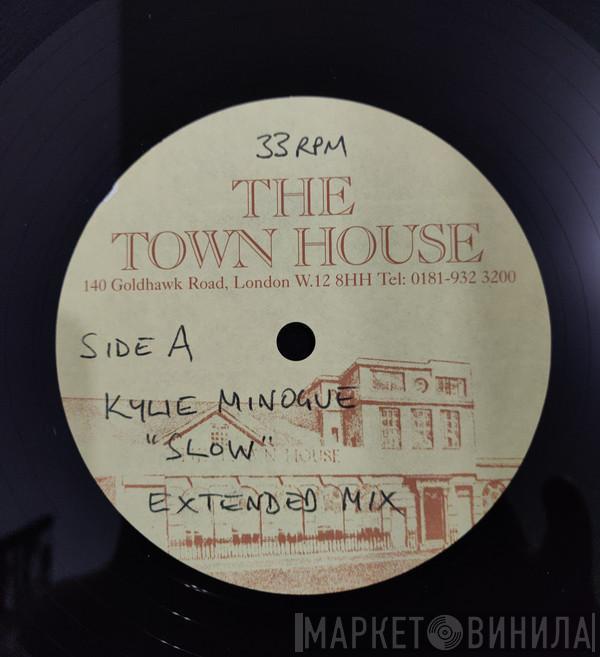 33 RPM
THE
TOWN HOUSE
140 Goldhawk Road, London W.12 8HH Tel: 0181-932 3200
SIDE A
KYLIE MINOGUE
"SLOW"
N HOUSE
EXTENDED MIX
МАРКЕТ ВИНИЛА